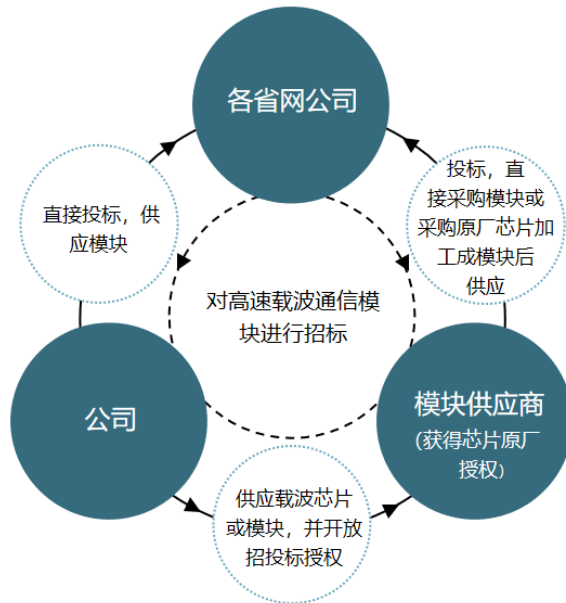 各省网公司
直接投标，供
应模块
投标，直
接采购模块或
采购原厂芯片加
工成模块后
供应
对高速载波通信模
块进行招标
公司
模块供应商
(获得芯片原厂
授权)
供应载波芯片
或模块，并开放
招投标授权